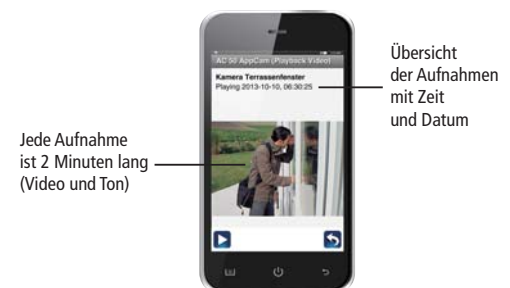 AC 50 AppCam (Playback Video)
Kamera Terrassenfenster
Playing 2013-10-10, 06:30:25
Übersicht
der Aufnahmen
mit Zeit
und Datum
Jede Aufnahme
ist 2 Minuten lang
(Video und Ton)